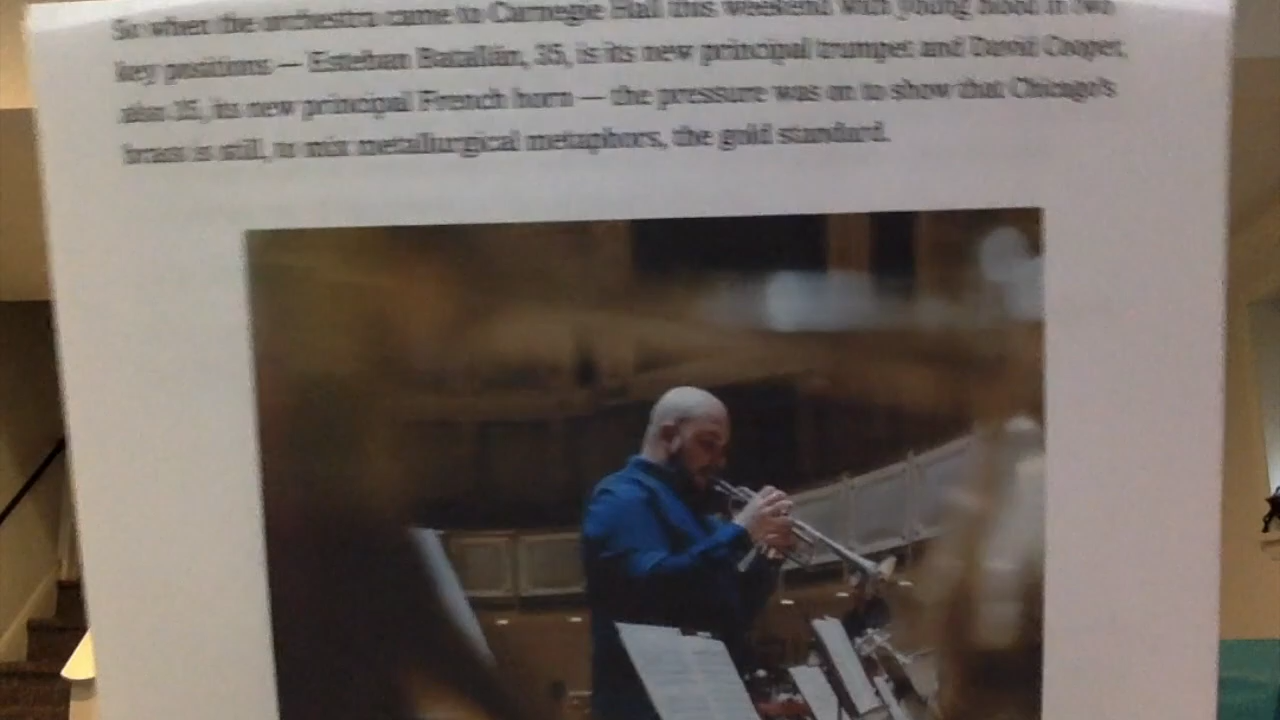 So when the orchestra came to Carnegie Hall this weekend with young blood in two
key positions — Esteban Batallán, 35, is its new principal trumpet and David Cooper,
also 35, its new principal French horn — the pressure was on to show that Chicago's
brass is still, to mix metallurgical metaphors, the gold standard.